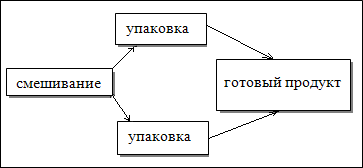 упаковка
смешивание
готовый продукт
упаковка